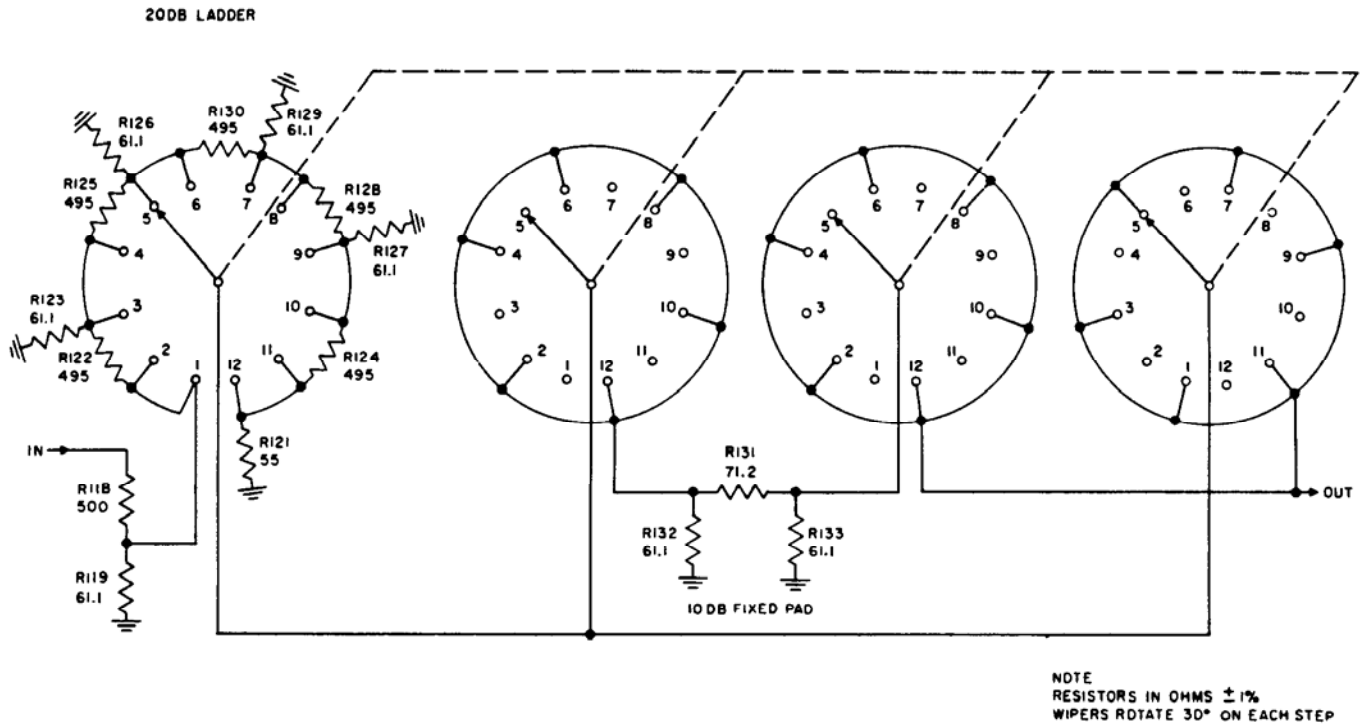 20DB LADDER
R126
61.1
R130
495
R129
61.1
R125
495
R128
495
R127
61.1
R123
61.1
R122
495
R124
495
R121
55
1
2
3
4
5
6
7
8
9
10
11
12
IN
R118
500
R119
61.1
1
2
3
4
5
6
7
8
9
10
11
12
R131
71.2
R132
61.1
R133
61.1
10 DB FIXED PAD
1
2
3
4
5
6
7
8
9
10
11
12
1
2
3
4
5
6
7
8
9
10
11
12
OUT
NOTE
RESISTORS IN OHMS ±1%
WIPERS ROTATE 30° ON EACH STEP